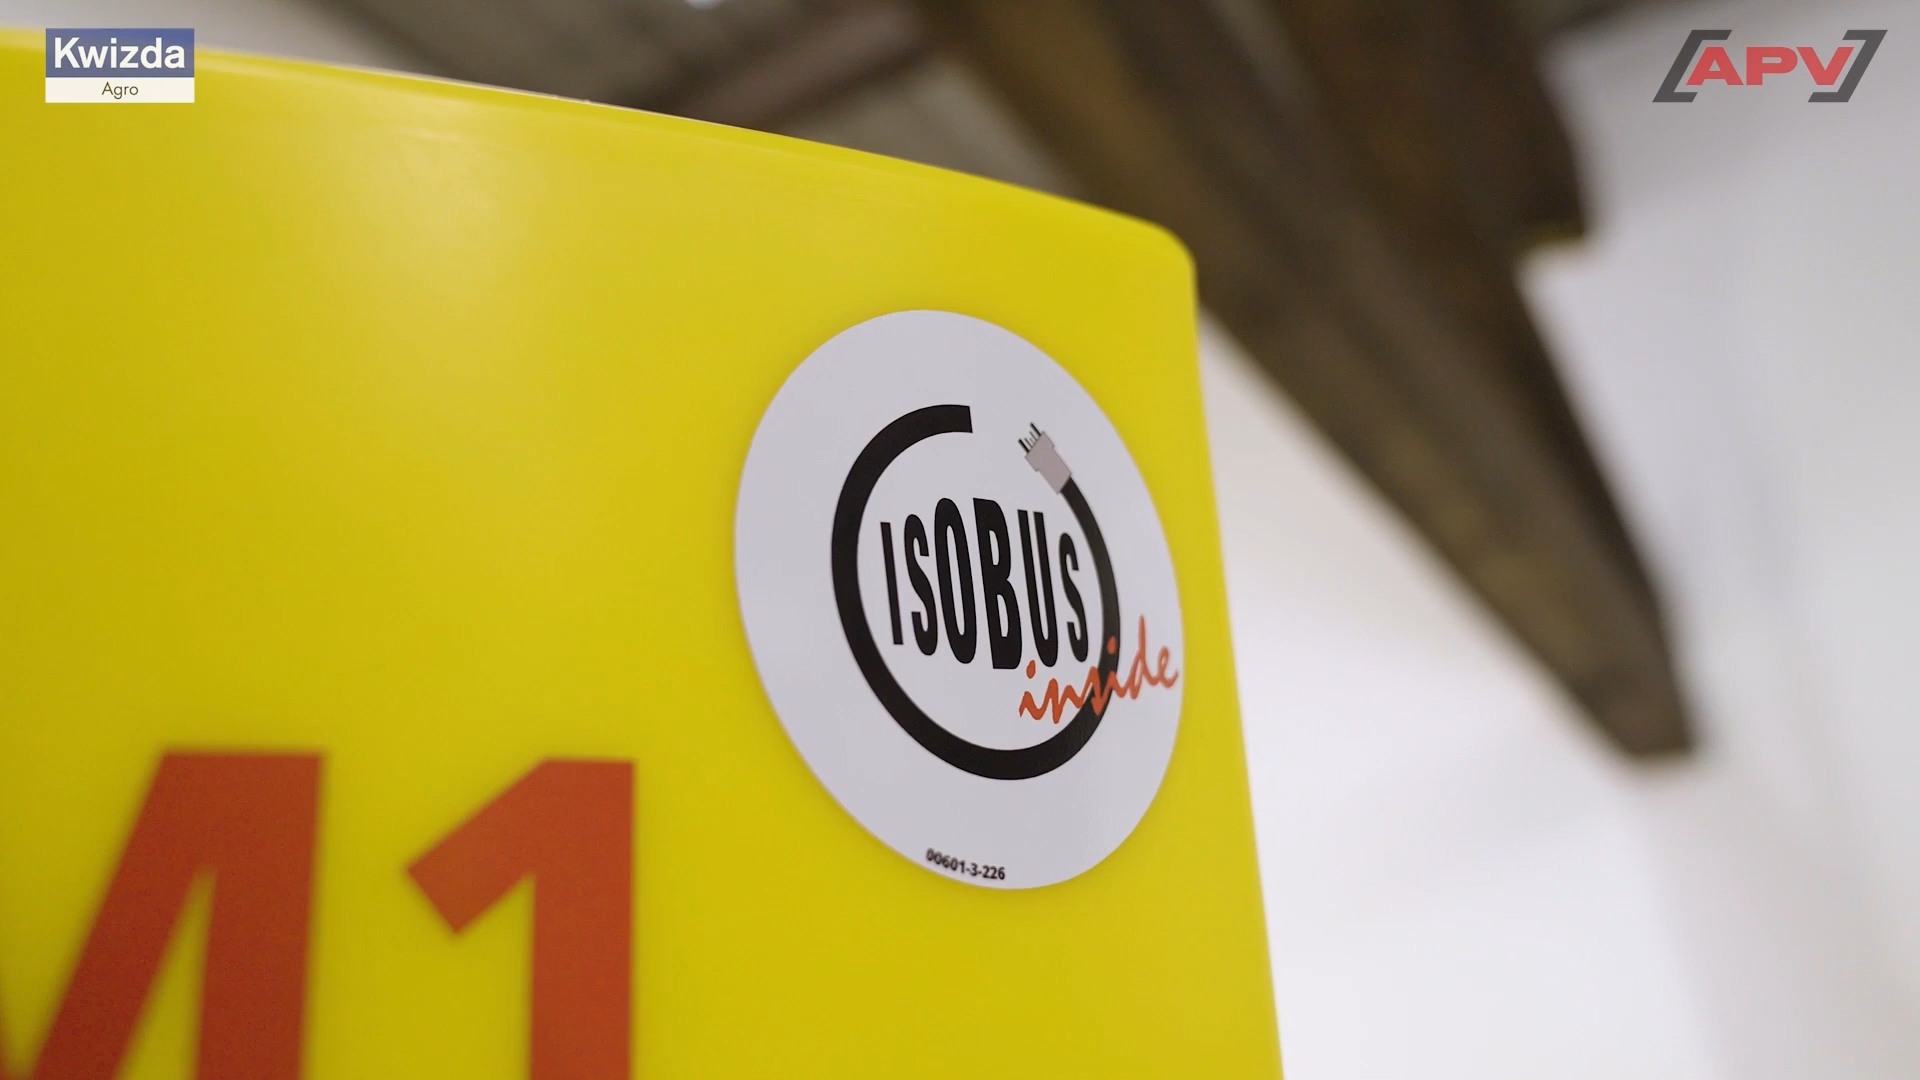 Kwizda
Agro
APV
ISOBUS
inside
00601-3-226
M1